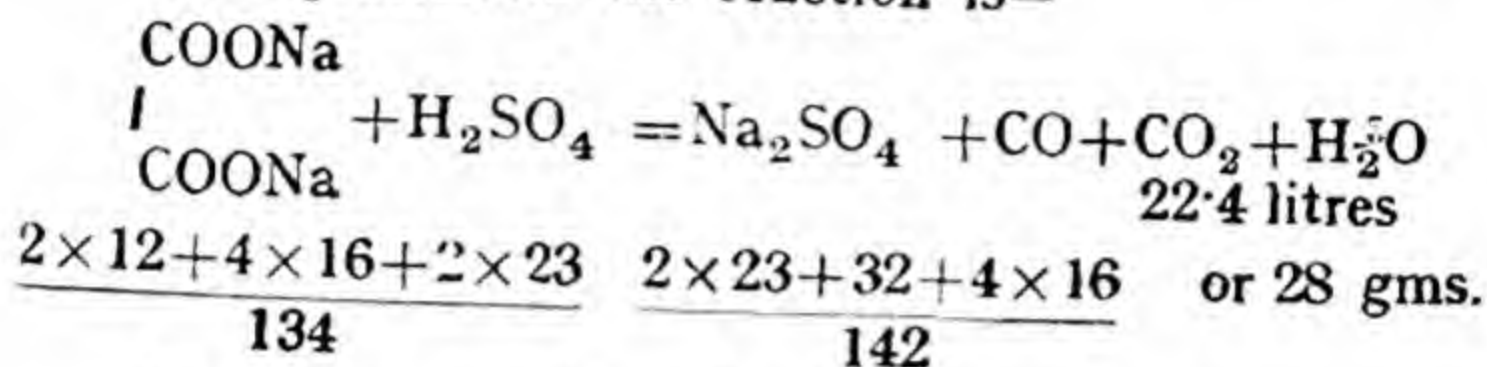 COONa
| +H₂SO₄ =Na₂SO₄ +CO+CO₂+H₂O
COONa
22·4 litres
2×12+4×16+2×23 2×23+32+4×16 or 28 gms.
134 142